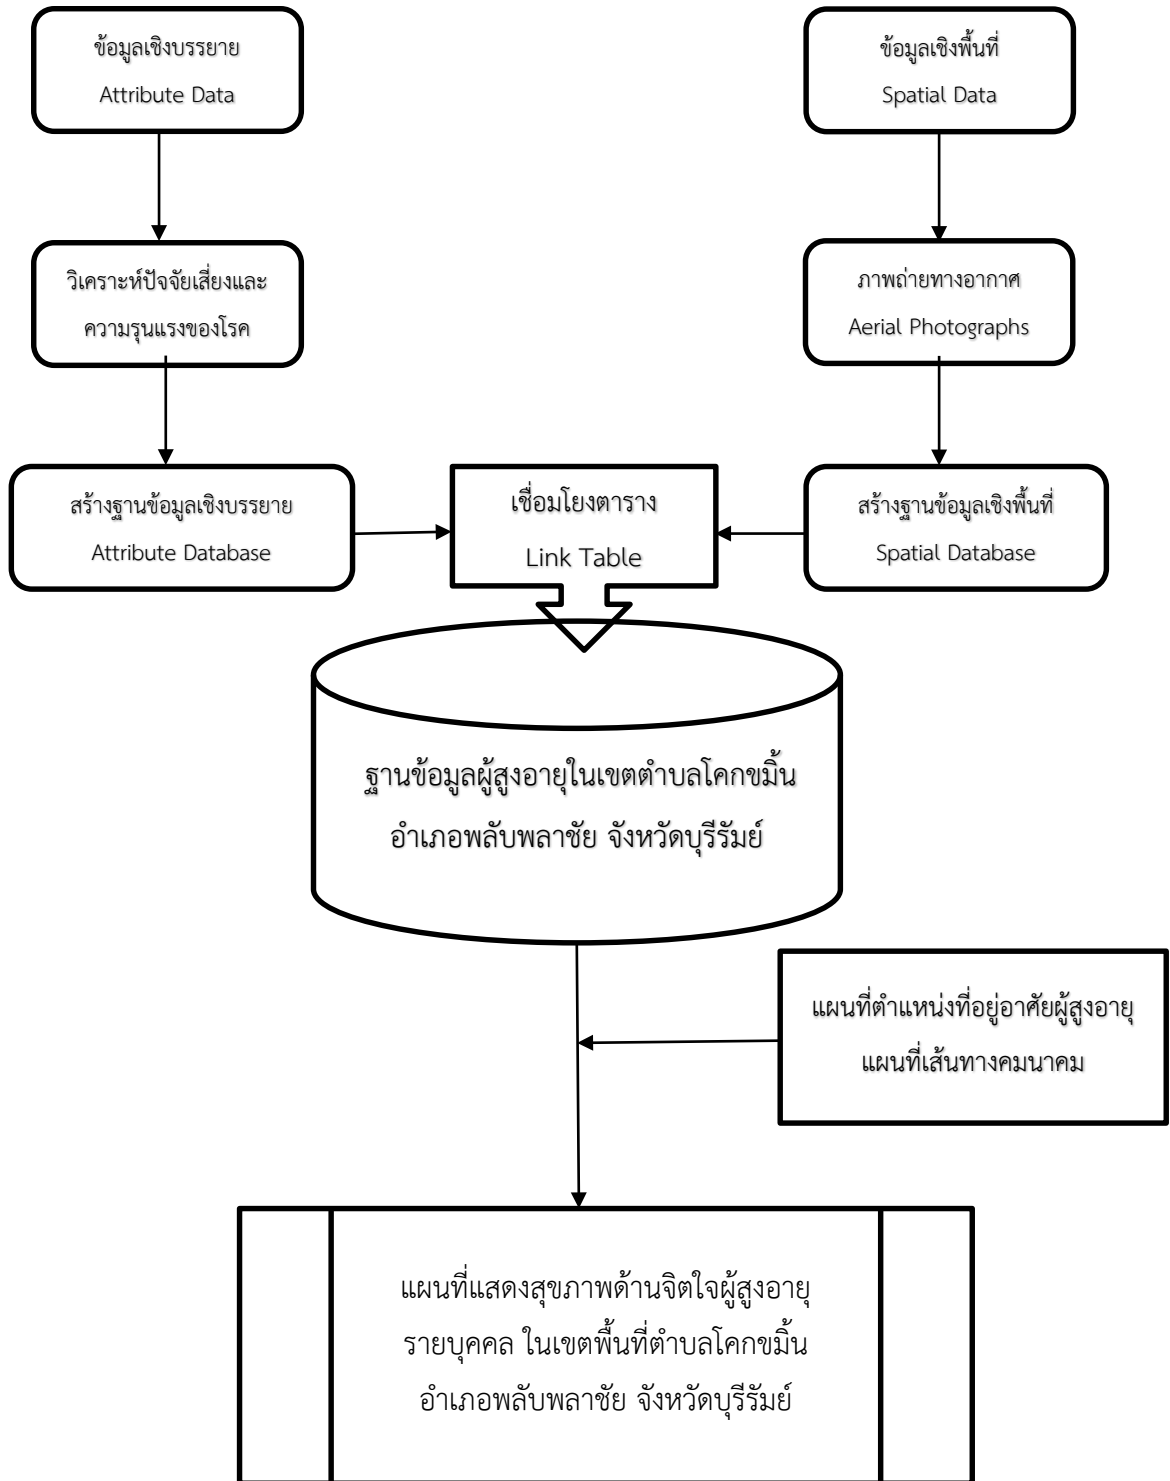 ข้อมูลเชิงบรรยาย
Attribute Data
ข้อมูลเชิงพื้นที่
Spatial Data
วิเคราะห์ปัจจัยเสี่ยงและ
ความรุนแรงของโรค
ภาพถ่ายทางอากาศ
Aerial Photographs
สร้างฐานข้อมูลเชิงบรรยาย
Attribute Database
เชื่อมโยงตาราง
Link Table
สร้างฐานข้อมูลเชิงพื้นที่
Spatial Database
ฐานข้อมูลผู้สูงอายุในเขตตำบลโคกขมิ้น
อำเภอพลับพลาชัย จังหวัดบุรีรัมย์
แผนที่ตำแหน่งที่อยู่อาศัยผู้สูงอายุ
แผนที่เส้นทางคมนาคม
แผนที่แสดงสุขภาพด้านจิตใจผู้สูงอายุ
รายบุคคล ในเขตพื้นที่ตำบลโคกขมิ้น
อำเภอพลับพลาชัย จังหวัดบุรีรัมย์